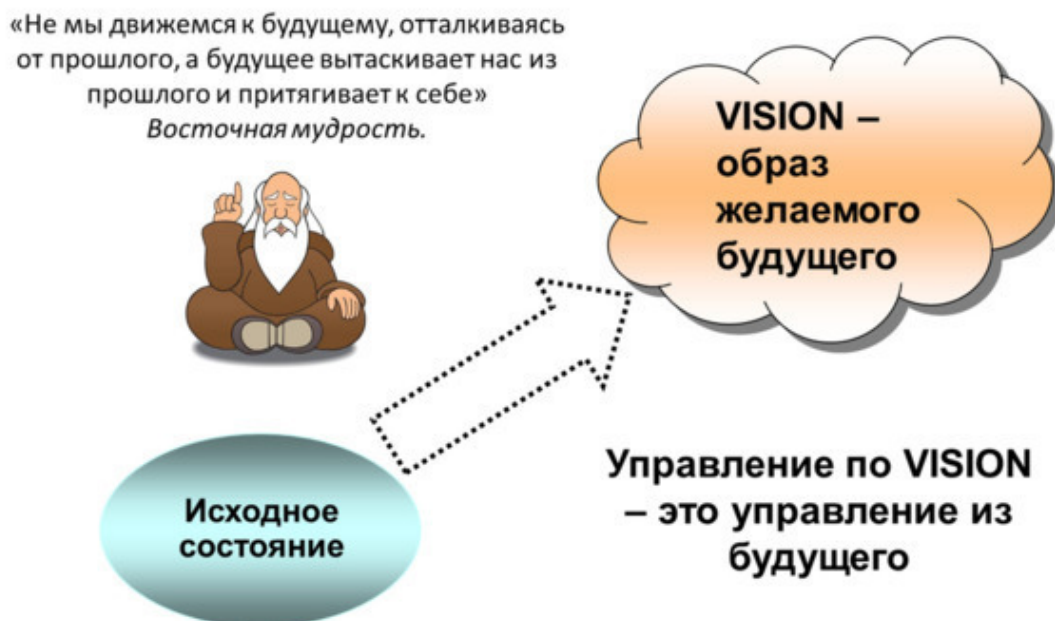 «Не мы движемся к будущему, отталкиваясь
от прошлого, а будущее вытаскивает нас из
прошлого и притягивает к себе»
Восточная мудрость.
VISION –
образ
желаемого
будущего
Исходное
состояние
Управление по VISION
– это управление из
будущего